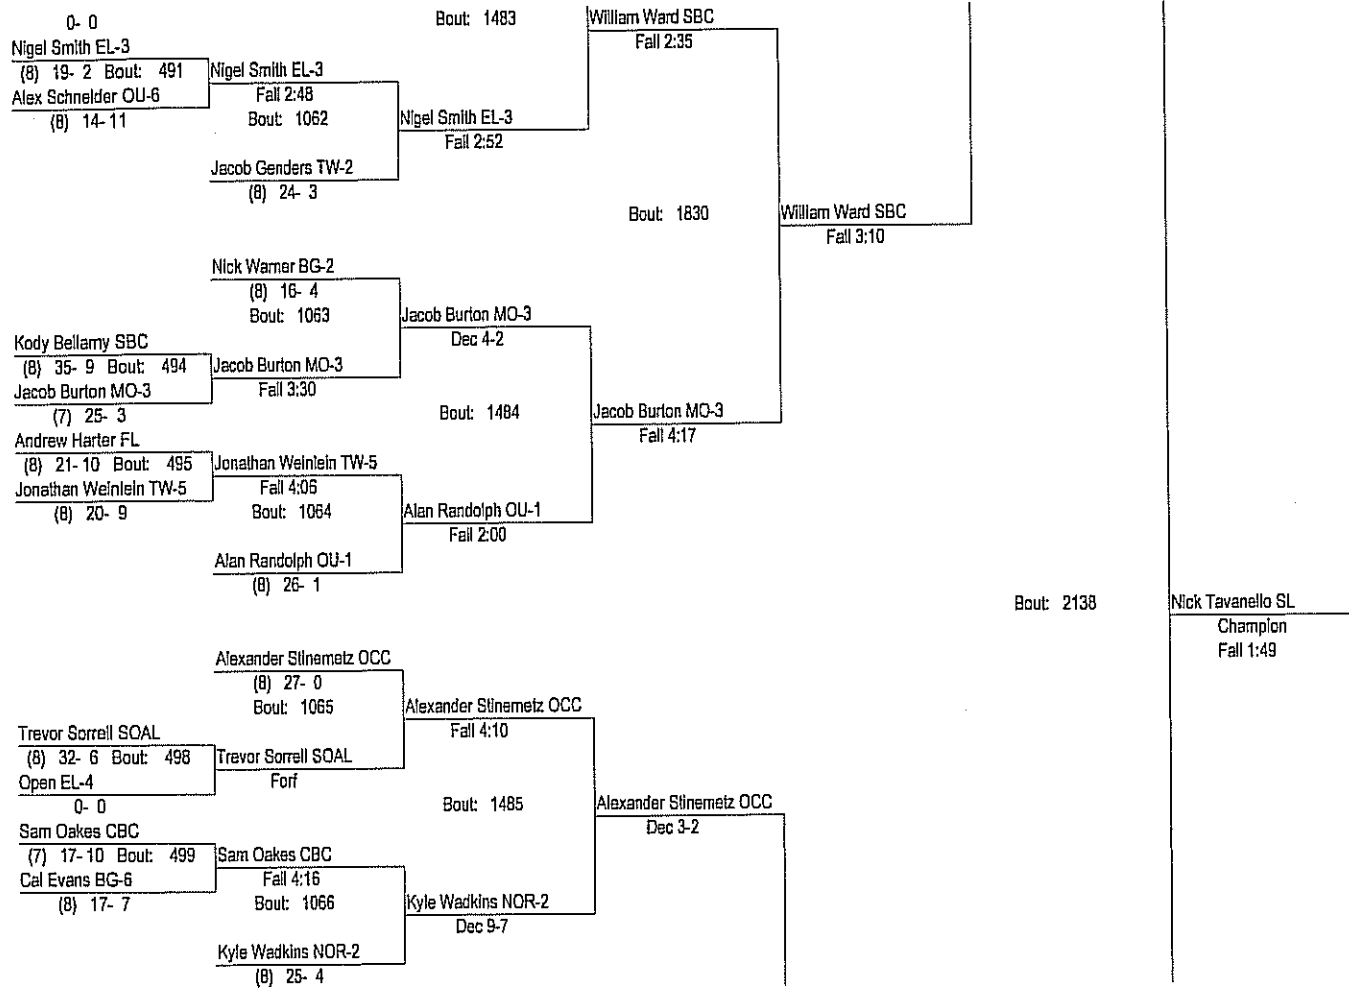 0- 0
Nigel Smith EL-3
(8) 19- 2 Bout: 491
Alex Schneider OU-6
(8) 14-11
Nigel Smith EL-3
Fall 2:48
Bout: 1062
Jacob Genders TW-2
(8) 24- 3
Nigel Smith EL-3
Fall 2:52
Bout: 1483
William Ward SBC
Fall 2:35
Bout: 1830
William Ward SBC
Fall 3:10
Nick Warner BG-2
(8) 16- 4
Bout: 1063
Kody Bellamy SBC
(8) 35- 9 Bout: 494
Jacob Burton MO-3
(7) 25- 3
Jacob Burton MO-3
Fall 3:30
Jacob Burton MO-3
Dec 4-2
Bout: 1484
Jacob Burton MO-3
Fall 4:17
Andrew Harter FL
(8) 21-10 Bout: 495
Jonathan Weinlein TW-5
(8) 20- 9
Jonathan Weinlein TW-5
Fall 4:06
Bout: 1064
Alan Randolph OU-1
(8) 26- 1
Alan Randolph OU-1
Fall 2:00
Bout: 2138
Nick Tavanello SL
Champion
Fall 1:49
Alexander Stinemetz OCC
(8) 27- 0
Bout: 1065
Trevor Sorrell SOAL
(8) 32- 6 Bout: 498
Open EL-4
0- 0
Trevor Sorrell SOAL
Forf
Alexander Stinemetz OCC
Fall 4:10
Bout: 1485
Alexander Stinemetz OCC
Dec 3-2
Sam Oakes CBC
(7) 17-10 Bout: 499
Cal Evans BG-6
(8) 17- 7
Sam Oakes CBC
Fall 4:16
Bout: 1066
Kyle Wadkins NOR-2
(8) 25- 4
Kyle Wadkins NOR-2
Dec 9-7